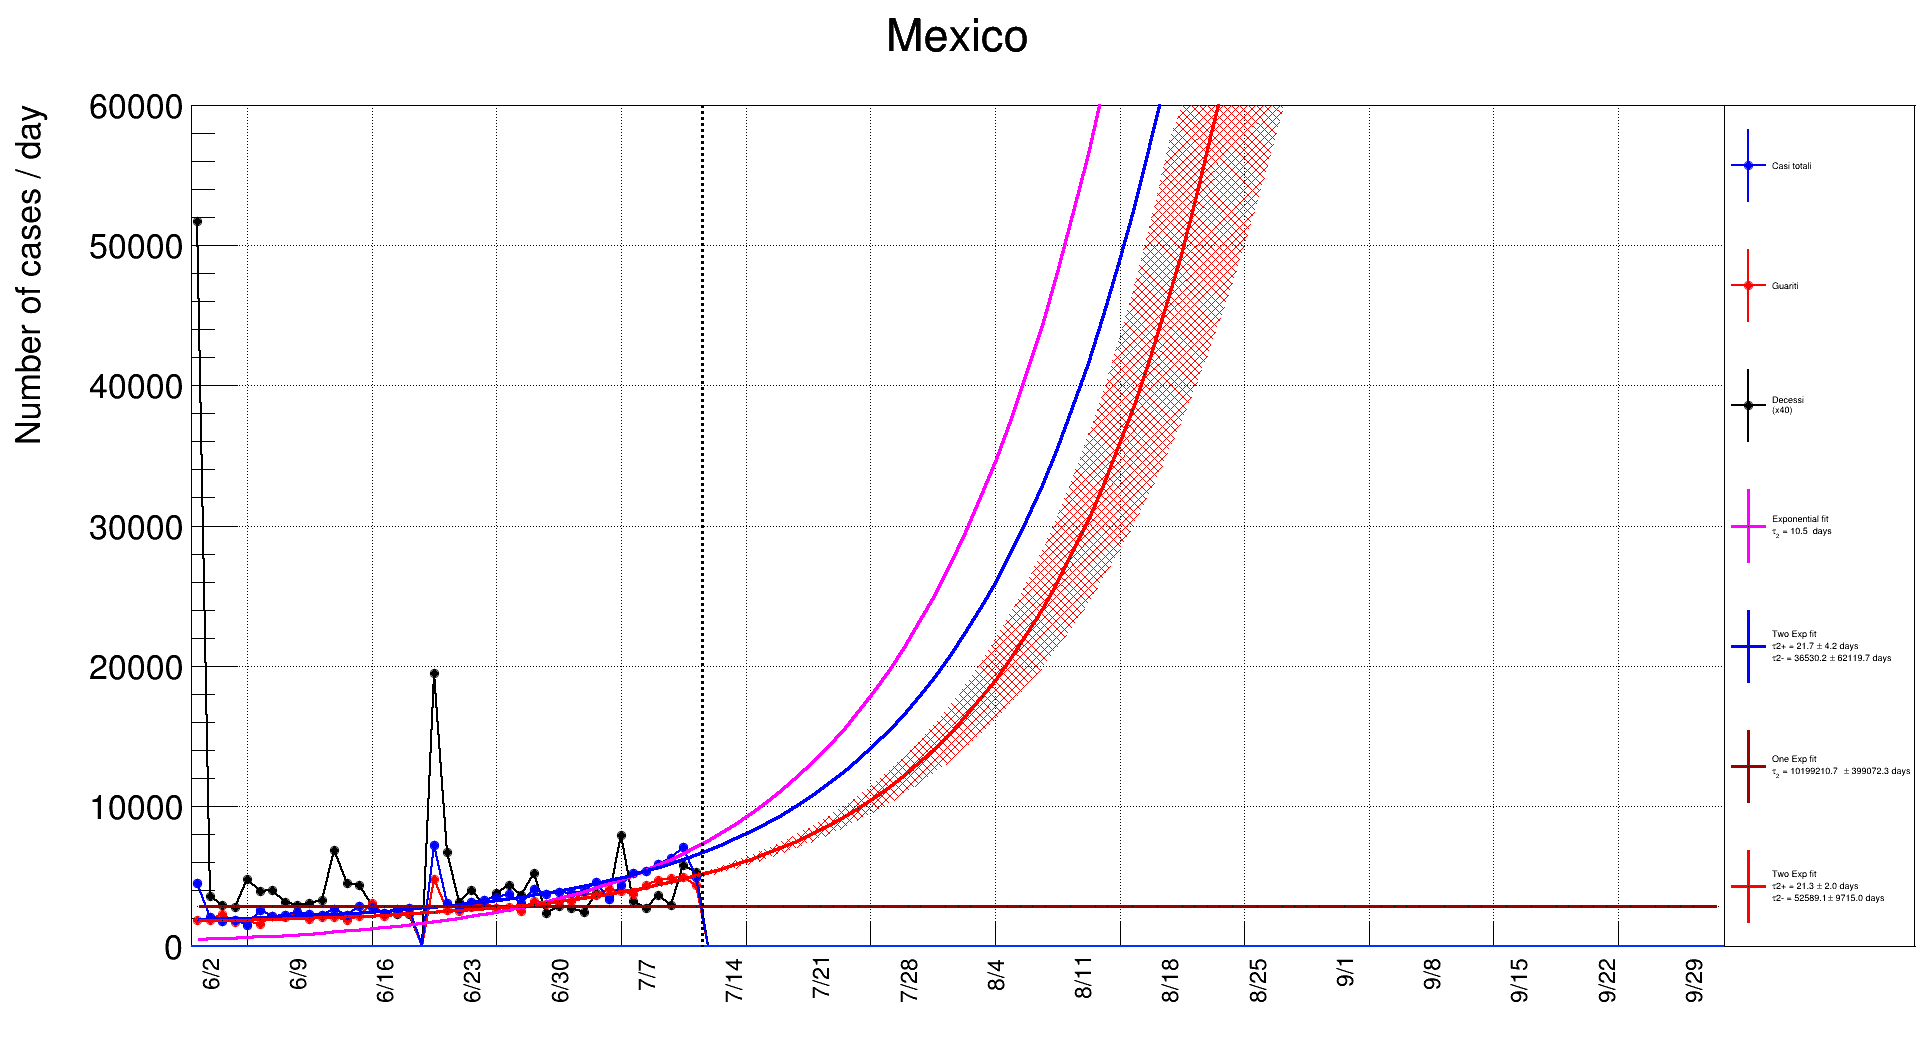 Mexico
Number of cases / day
60000
50000
40000
30000
20000
10000
0
6/2
6/9
6/16
6/23
6/30
7/7
7/14
7/21
7/28
8/4
8/11
8/18
8/25
9/1
9/8
9/15
9/22
9/29
Casi totali
Guariti
Decessi
(x40)
Exponential fit
τ₂ = 10.5 days
Two Exp fit
τ2+ = 21.7 ± 4.2 days
τ2- = 36530.2 ± 62119.7 days
One Exp fit
τ₂ = 10199210.7 ± 399072.3 days
Two Exp fit
τ2+ = 21.3 ± 2.0 days
τ2- = 52589.1 ± 9715.0 days